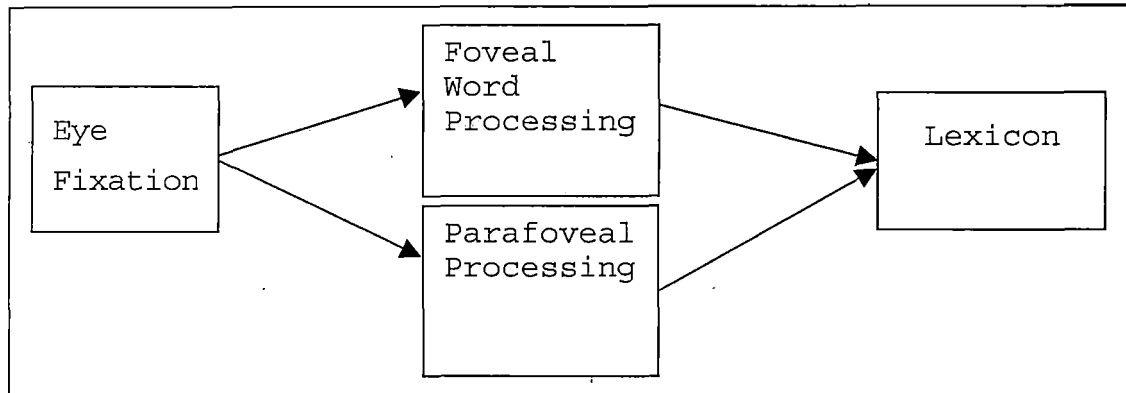 Eye
Fixation
Foveal
Word
Processing
Parafoveal
Processing
Lexicon